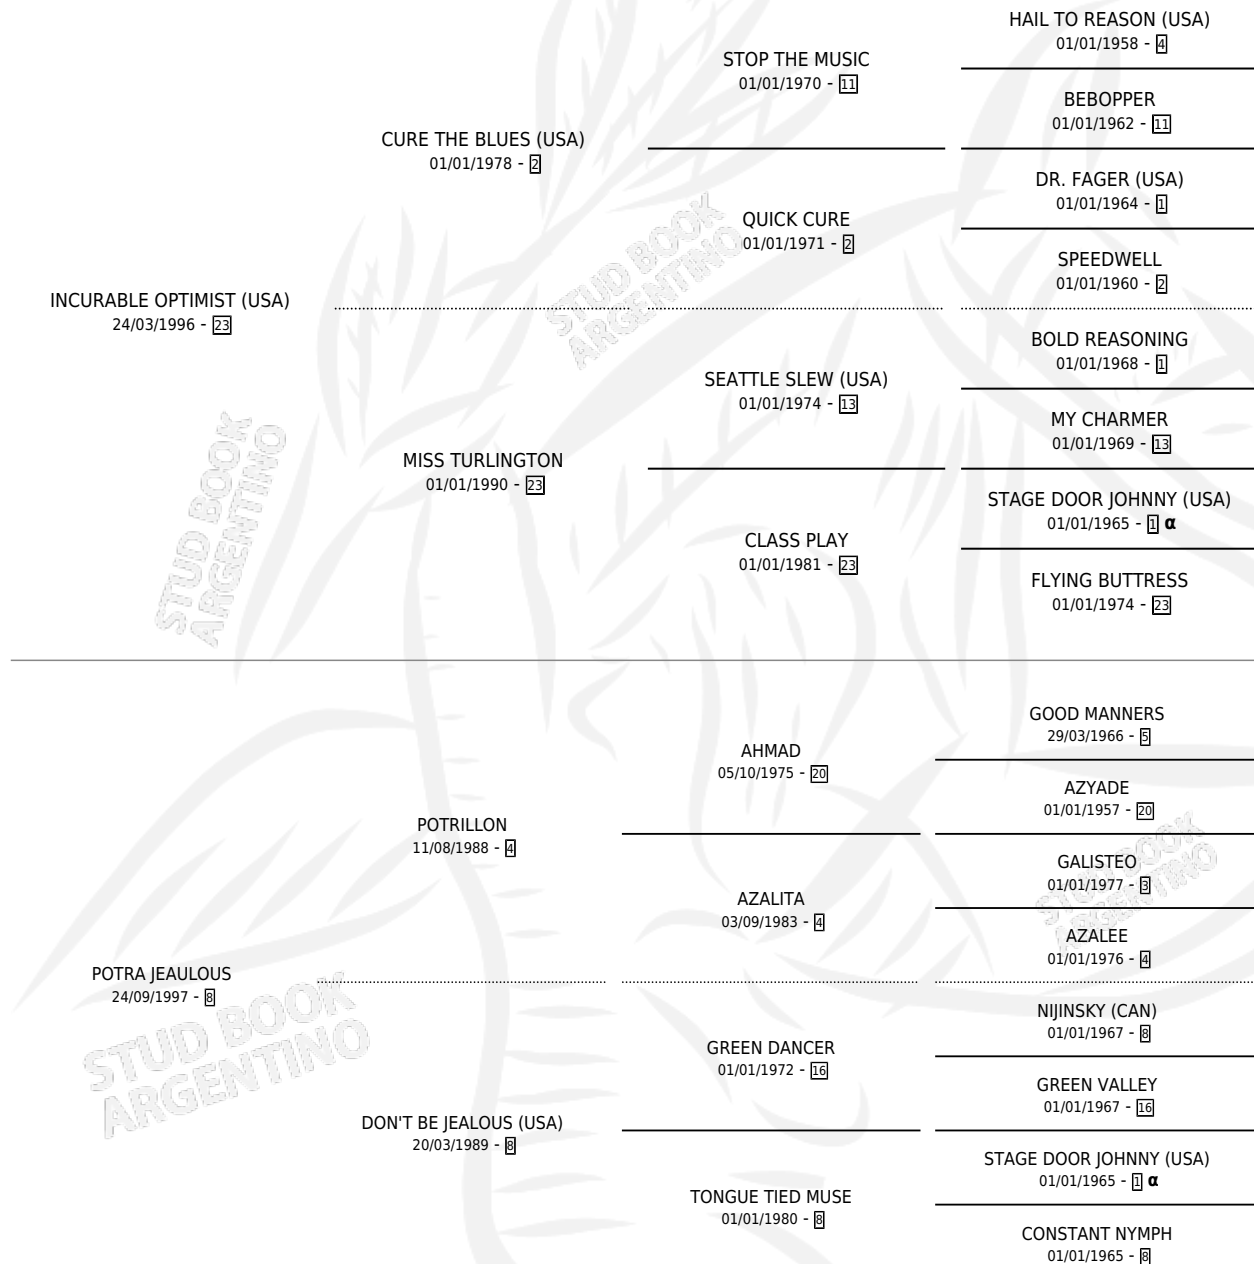 HAIL TO REASON (USA)
01/01/1958 - 4
STOP THE MUSIC
01/01/1970 - 11
BEBOPPER
01/01/1962 - 11
CURE THE BLUES (USA)
01/01/1978 - 2
DR. FAGER (USA)
01/01/1964 - 1
QUICK CURE
01/01/1971 - 2
SPEEDWELL
01/01/1960 - 2
INCURABLE OPTIMIST (USA)
24/03/1996 - 23
BOLD REASONING
01/01/1968 - 1
SEATTLE SLEW (USA)
01/01/1974 - 13
MY CHARMER
01/01/1969 - 13
MISS TURLINGTON
01/01/1990 - 23
STAGE DOOR JOHNNY (USA)
01/01/1965 - 1 α
CLASS PLAY
01/01/1981 - 23
FLYING BUTTRESS
01/01/1974 - 23
GOOD MANNERS
29/03/1966 - 5
AHMAD
05/10/1975 - 20
AZYADE
01/01/1957 - 20
POTRILLON
11/08/1988 - 4
GALISTEO
01/01/1977 - 3
AZALITA
03/09/1983 - 4
AZALEE
01/01/1976 - 4
POTRA JEAULOUS
24/09/1997 - 8
NIJINSKY (CAN)
01/01/1967 - 8
GREEN DANCER
01/01/1972 - 16
GREEN VALLEY
01/01/1967 - 16
DON'T BE JEALOUS (USA)
20/03/1989 - 8
STAGE DOOR JOHNNY (USA)
01/01/1965 - 1 α
TONGUE TIED MUSE
01/01/1980 - 8
CONSTANT NYMPH
01/01/1965 - 8
STUD BOOK
ARGENTINO
STUD BOOK
ARGENTINO
STUD BOOK
ARGENTINO
STUD BOOK
ARGENTINO